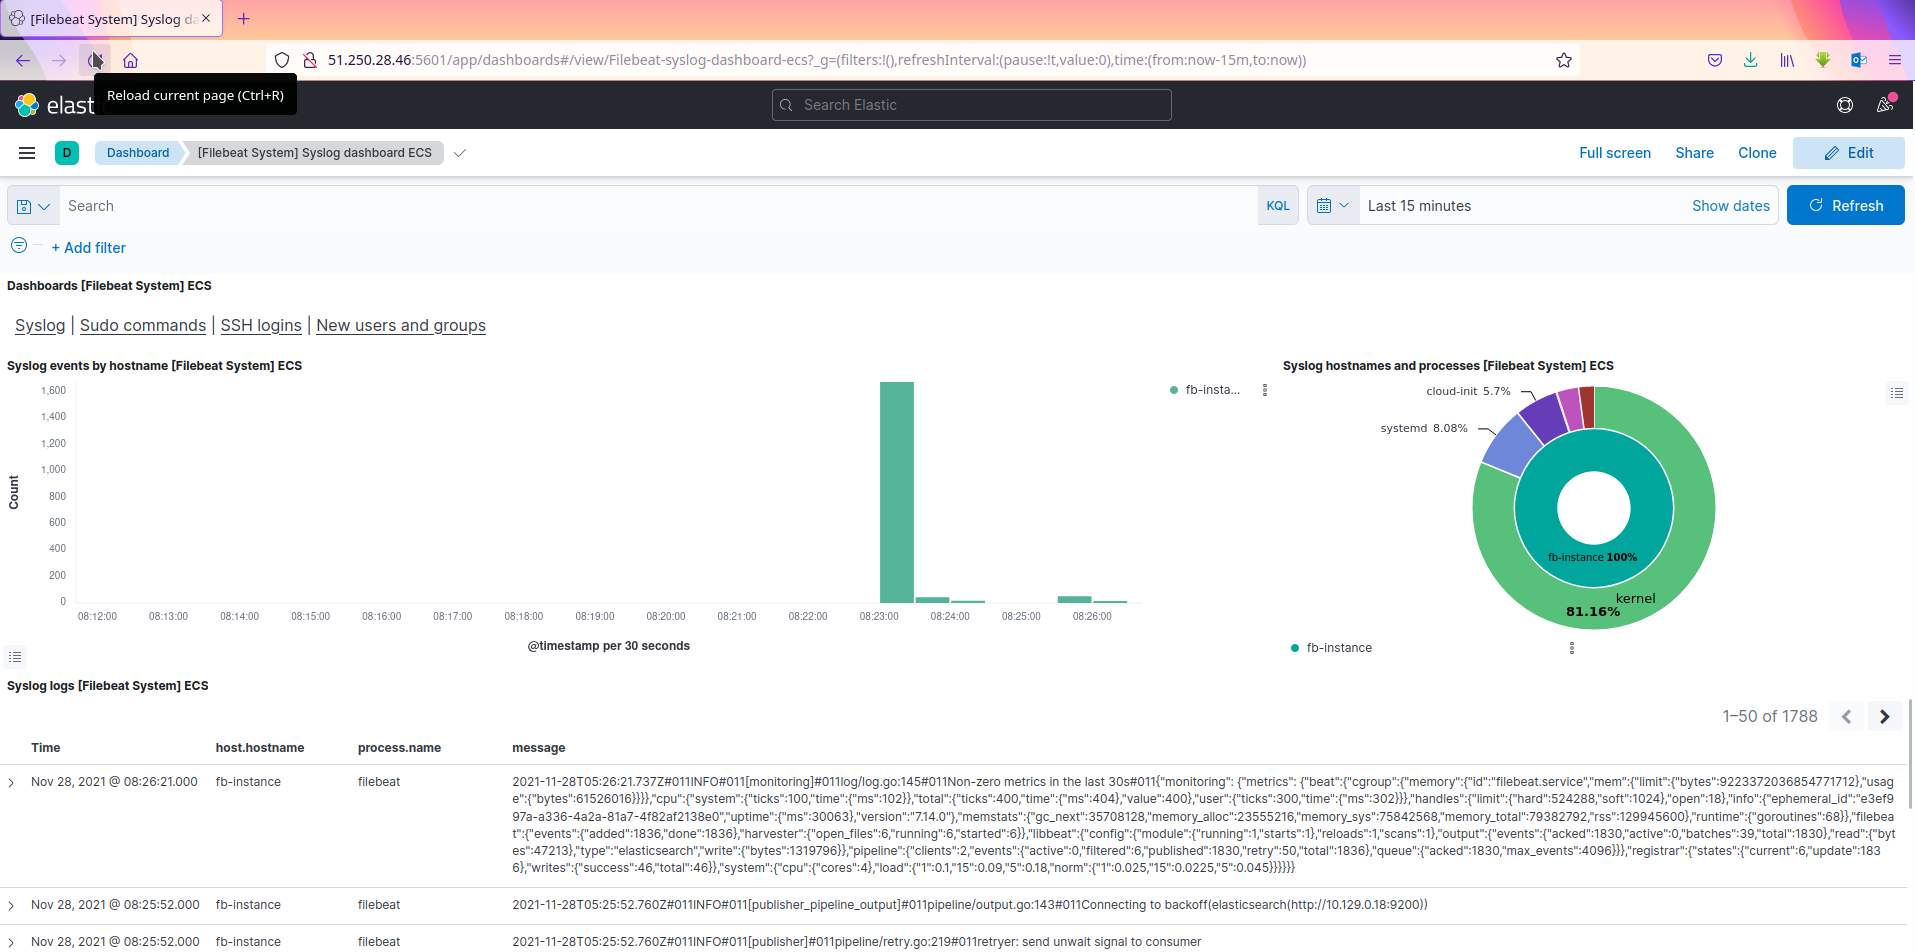 [Filebeat System] Syslog da
51.250.28.46:5601/app/dashboards#/view/Filebeat-syslog-dashboard-ecs?_g=(filters:!(),refreshInterval:(pause:!t,value:0),time:(from:now-15m,to:now))
Reload current page (Ctrl+R)
elast
Search Elastic
D
Dashboard
[Filebeat System] Syslog dashboard ECS
Full screen
Share
Clone
Edit
Search
KQL
Last 15 minutes
Show dates
Refresh
+ Add filter
Dashboards [Filebeat System] ECS
Syslog | Sudo commands | SSH logins | New users and groups
Syslog events by hostname [Filebeat System] ECS
1,600
1,400
1,200
1,000
800
600
400
200
0
Count
08:12:00 08:13:00 08:14:00 08:15:00 08:16:00 08:17:00 08:18:00 08:19:00 08:20:00 08:21:00 08:22:00 08:23:00 08:24:00 08:25:00 08:26:00
@timestamp per 30 seconds
fb-insta...
Syslog hostnames and processes [Filebeat System] ECS
cloud-init 5.7%
systemd 8.08%
fb-instance 100%
kernel
81.16%
fb-instance
Syslog logs [Filebeat System] ECS
1–50 of 1788
Time host.hostname process.name message
Nov 28, 2021 @ 08:26:21.000 fb-instance filebeat 2021-11-28T05:26:21.737Z#011INFO#011[monitoring]#011log/log.go:145#011Non-zero metrics in the last 30s#011{"monitoring": {"metrics": {"beat":{"cgroup":{"memory":{"id":"filebeat.service","mem":{"limit":{"bytes":9223372036854771712},"usag
e":{"bytes":61526016}}}},"cpu":{"system":{"ticks":100,"time":{"ms":102}},"total":{"ticks":400,"time":{"ms":404},"value":400},"user":{"ticks":300,"time":{"ms":302}}},"handles":{"limit":{"hard":524288,"soft":1024},"open":18},"info":{"ephemeral_id":"e3ef9
97a-a336-4a2a-81a7-4f82af2138e0","uptime":{"ms":30063},"version":"7.14.0"},"memstats":{"gc_next":35708128,"memory_alloc":23555216,"memory_sys":75842568,"memory_total":79382792,"rss":129945600},"runtime":{"goroutines":68}},"filebea
t":{"events":{"added":1836,"done":1836},"harvester":{"open_files":6,"running":6,"started":6}},"libbeat":{"config":{"module":{"running":1,"starts":1},"reloads":1,"scans":1},"output":{"events":{"acked":1830,"active":0,"batches":39,"total":1830},"read":{"byt
es":47213},"type":"elasticsearch","write":{"bytes":1319796}},"pipeline":{"clients":2,"events":{"active":0,"filtered":6,"published":1830,"retry":50,"total":1836},"queue":{"acked":1830,"max_events":4096}}},"registrar":{"states":{"current":6,"update":183
6},"writes":{"success":46,"total":46}},"system":{"cpu":{"cores":4},"load":{"1":0.1,"15":0.09,"5":0.18,"norm":{"1":0.025,"15":0.0225,"5":0.045}}}}}}
Nov 28, 2021 @ 08:25:52.000 fb-instance filebeat 2021-11-28T05:25:52.760Z#011INFO#011[publisher_pipeline_output]#011pipeline/output.go:143#011Connecting to backoff(elasticsearch(http://10.129.0.18:9200))
Nov 28, 2021 @ 08:25:52.000 fb-instance filebeat 2021-11-28T05:25:52.760Z#011INFO#011[publisher]#011pipeline/retry.go:219#011retryer: send unwait signal to consumer